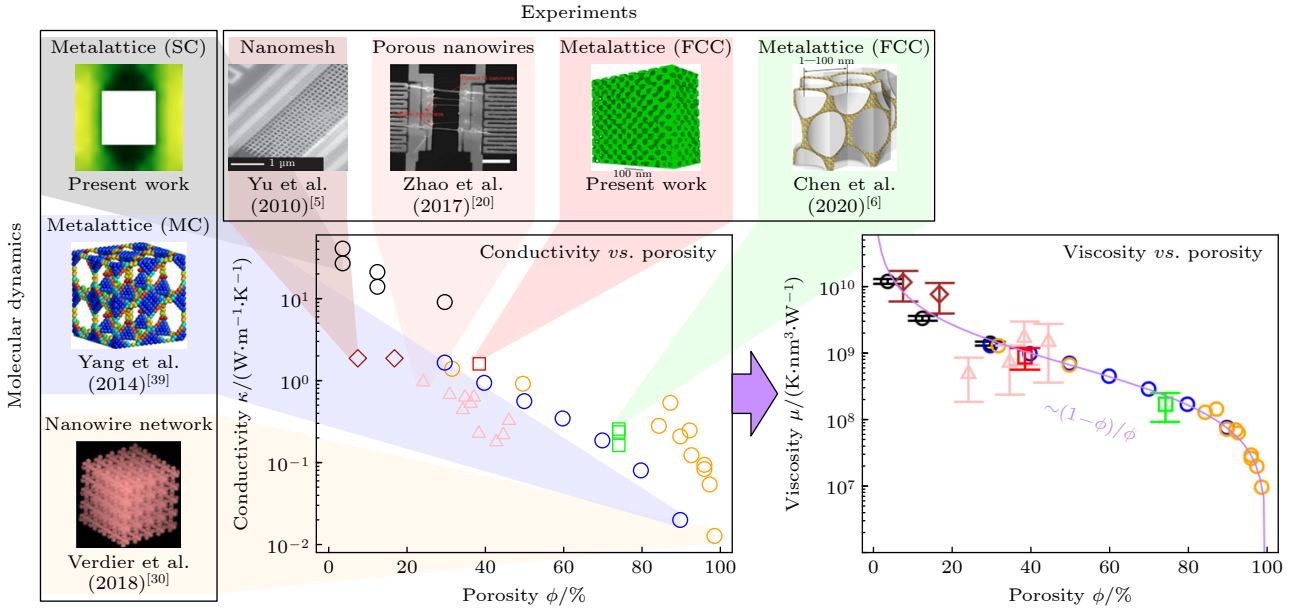 Experiments
Molecular dynamics
Metalattice (SC)
Present work
Nanomesh
1 μm
Yu et al.
(2010)[5]
Porous nanowires
Zhao et al.
(2017)[20]
Metalattice (FCC)
100 nm
Present work
Metalattice (FCC)
1—100 nm
Chen et al.
(2020)[6]
Metalattice (MC)
Yang et al.
(2014)[39]
Nanowire network
Verdier et al.
(2018)[30]
Conductivity vs. porosity
Conductivity κ/(W·m⁻¹·K⁻¹)
10¹
10⁰
10⁻¹
10⁻²
0 20 40 60 80 100
Porosity ϕ/%
Viscosity vs. porosity
Viscosity μ/(K·nm³·W⁻¹)
10¹⁰
10⁹
10⁸
10⁷
~(1-ϕ)/ϕ
0 20 40 60 80 100
Porosity ϕ/%